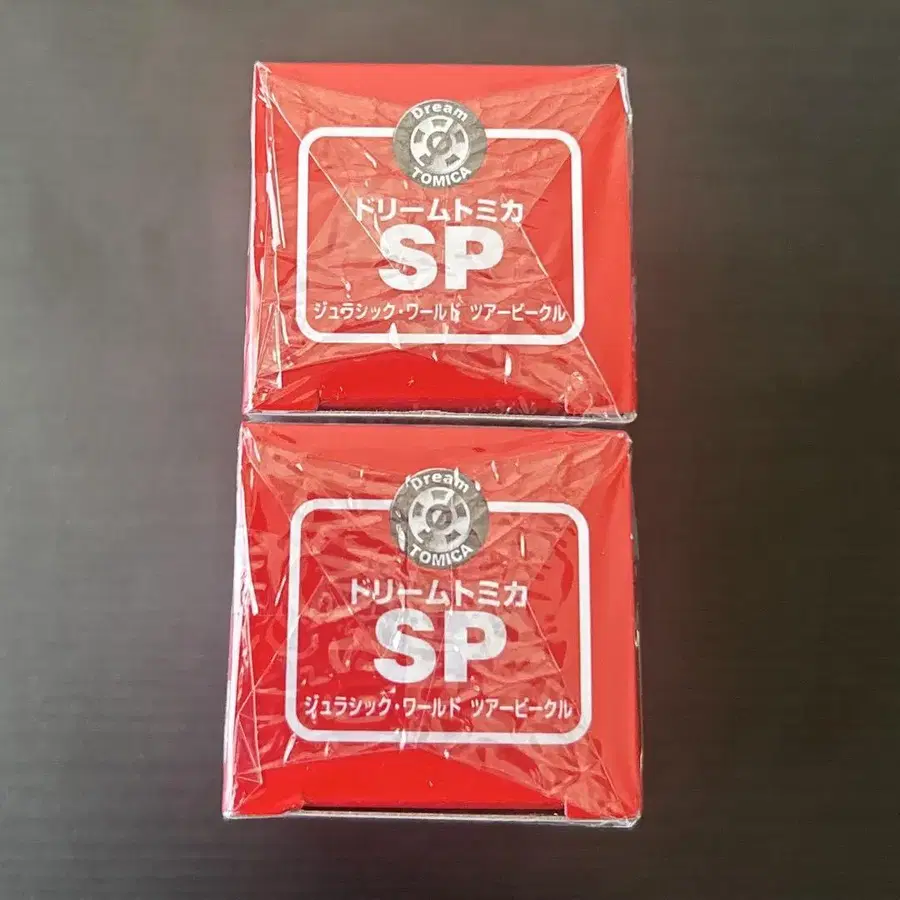 Dream
TOMICA
ドリームトミカ
SP
ジュラシック・ワールド ツアービークル
Dream
TOMICA
ドリームトミカ
SP
ジュラシック・ワールド ツアービークル